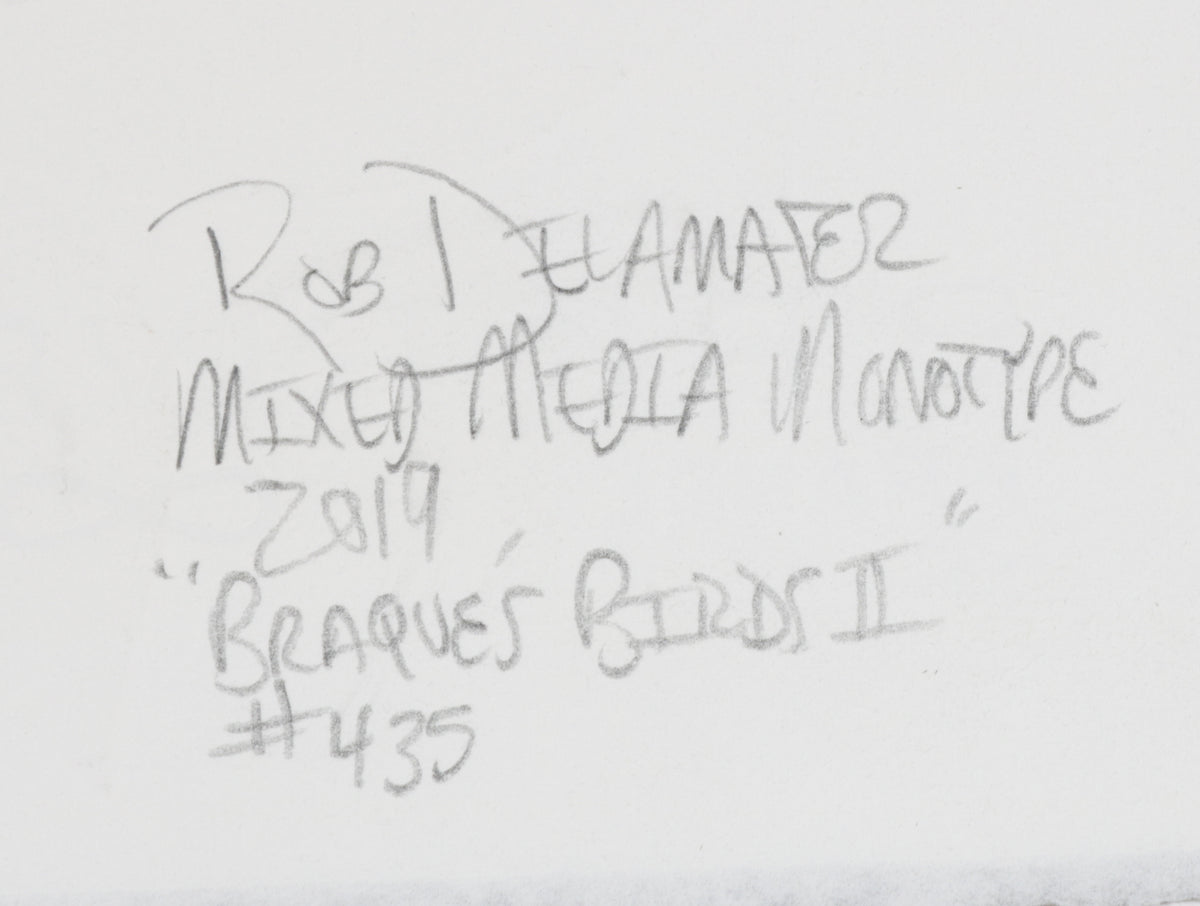 ROB DELAMATER
MIXED MEDIA MONOTYPE
2019
"BRAQUE'S BIRDS II"
#435